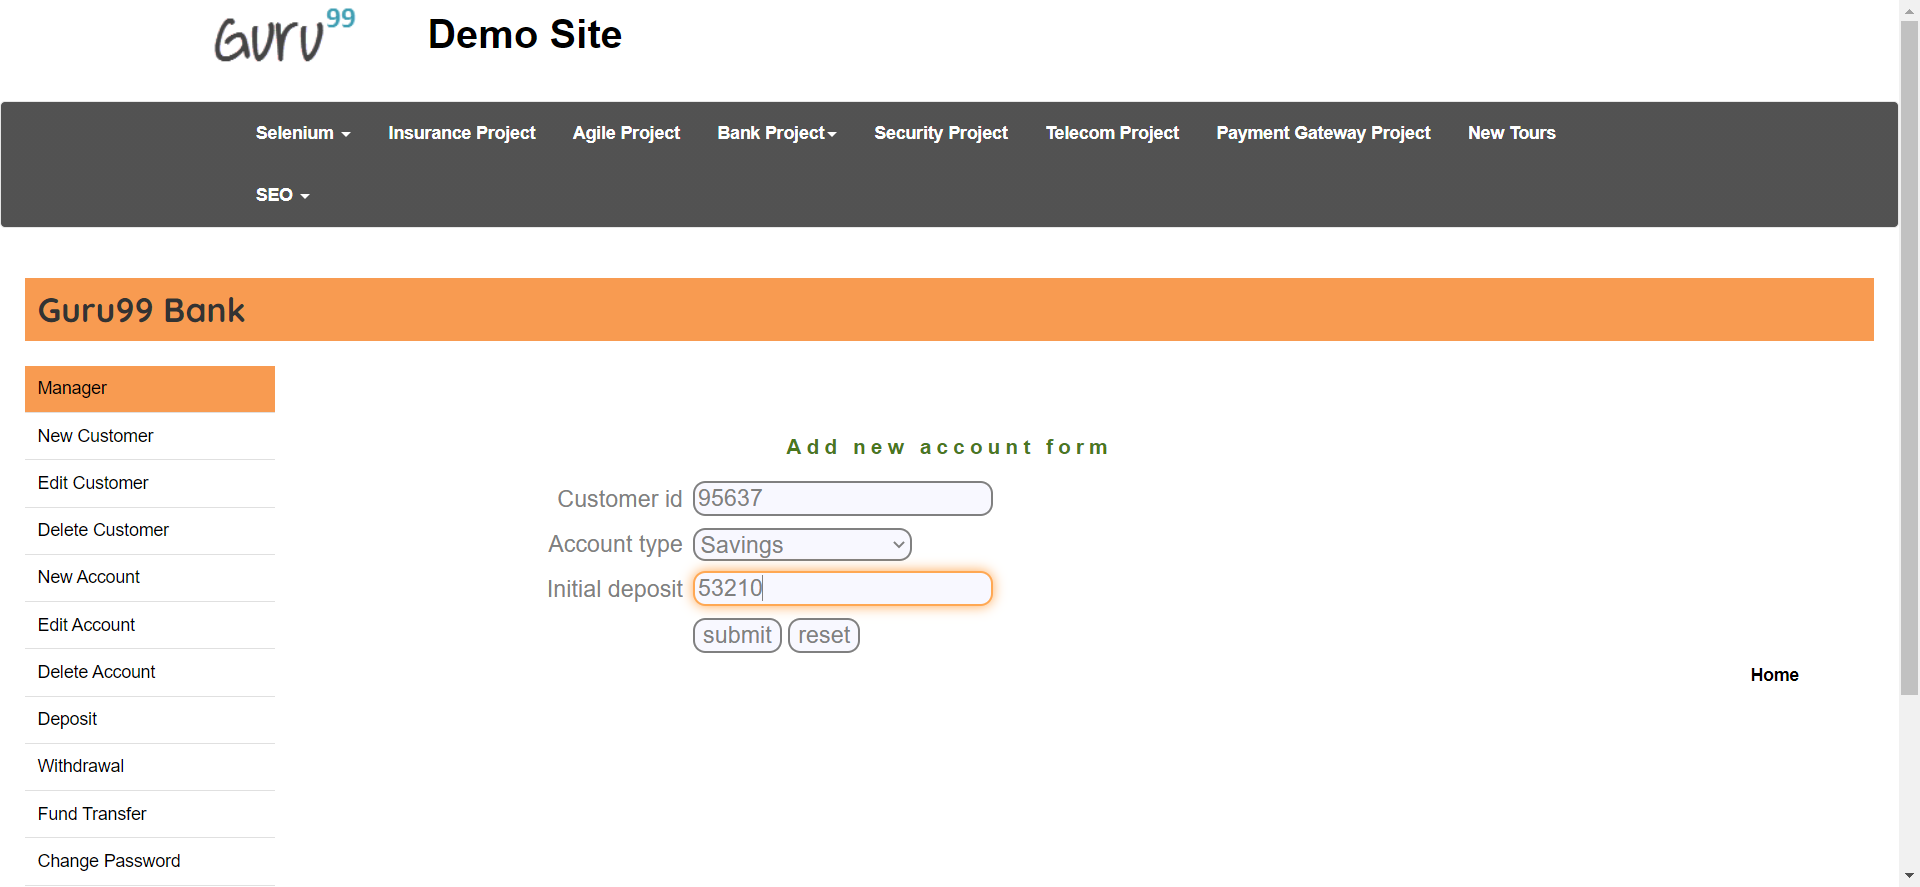 Guru99
Demo Site
Selenium
Insurance Project
Agile Project
Bank Project
Security Project
Telecom Project
Payment Gateway Project
New Tours
SEO
Guru99 Bank
Manager
New Customer
Edit Customer
Delete Customer
New Account
Edit Account
Delete Account
Deposit
Withdrawal
Fund Transfer
Change Password
Add new account form
Customer id 95637
Account type Savings
Initial deposit 53210
submit reset
Home